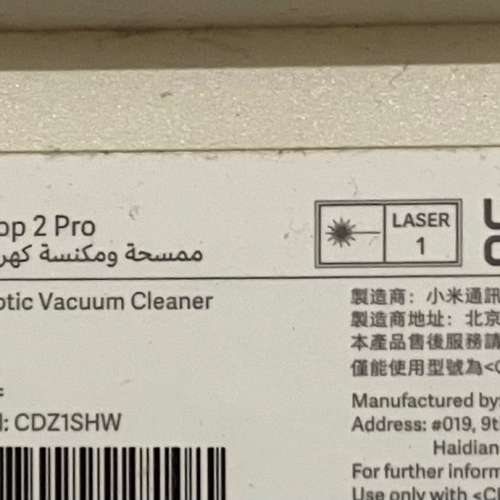 op 2 Pro
ممسحة ومكنسة كهر
LASER
1
otic Vacuum Cleaner
製造商：小米通訊
製造商地址：北京
本產品售後服務請
僅能使用型號為<C
l: CDZ1SHW
Manufactured by:
Address: #019, 9t
Haidian
For further inform
Use only with <C